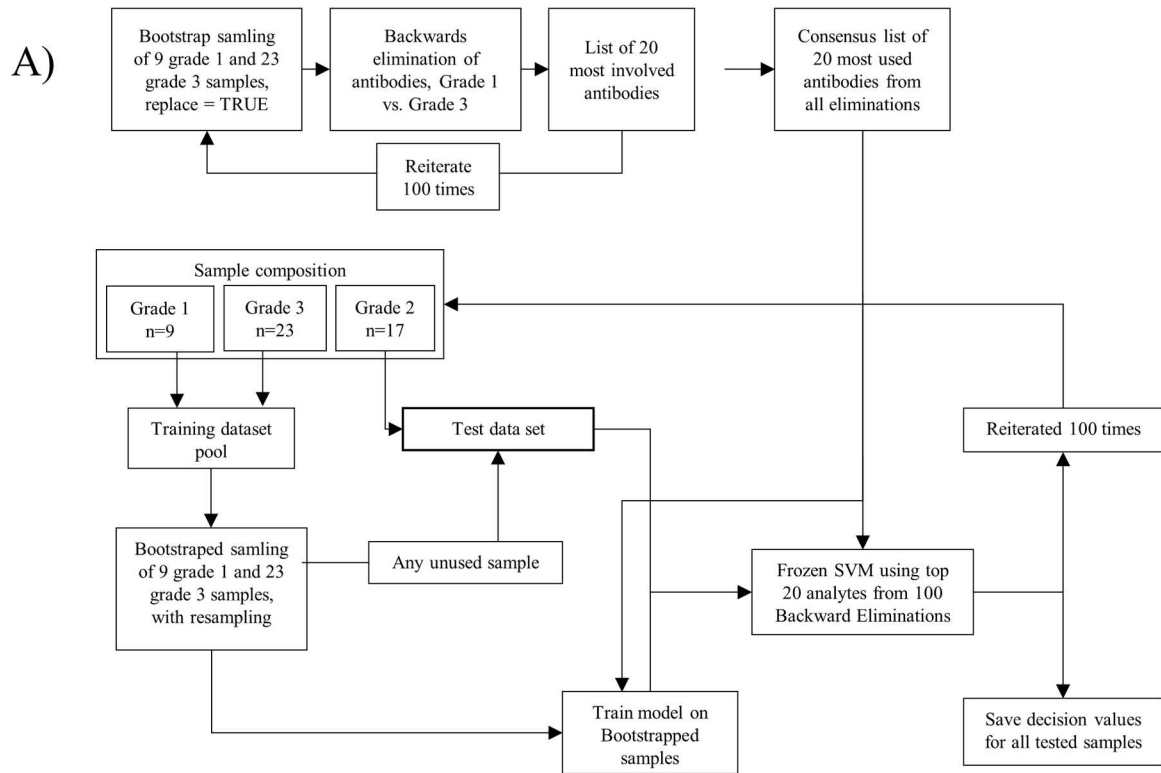 A)
Bootstrap samling
of 9 grade 1 and 23
grade 3 samples,
replace = TRUE
Backwards
elimination of
antibodies, Grade 1
vs. Grade 3
List of 20
most involved
antibodies
Consensus list of
20 most used
antibodies from
all eliminations
Reiterate
100 times
Sample composition
Grade 1
n=9
Grade 3
n=23
Grade 2
n=17
Training dataset
pool
Test data set
Reiterated 100 times
Bootstraped samling
of 9 grade 1 and 23
grade 3 samples,
with resampling
Any unused sample
Frozen SVM using top
20 analytes from 100
Backward Eliminations
Train model on
Bootstrapped
samples
Save decision values
for all tested samples